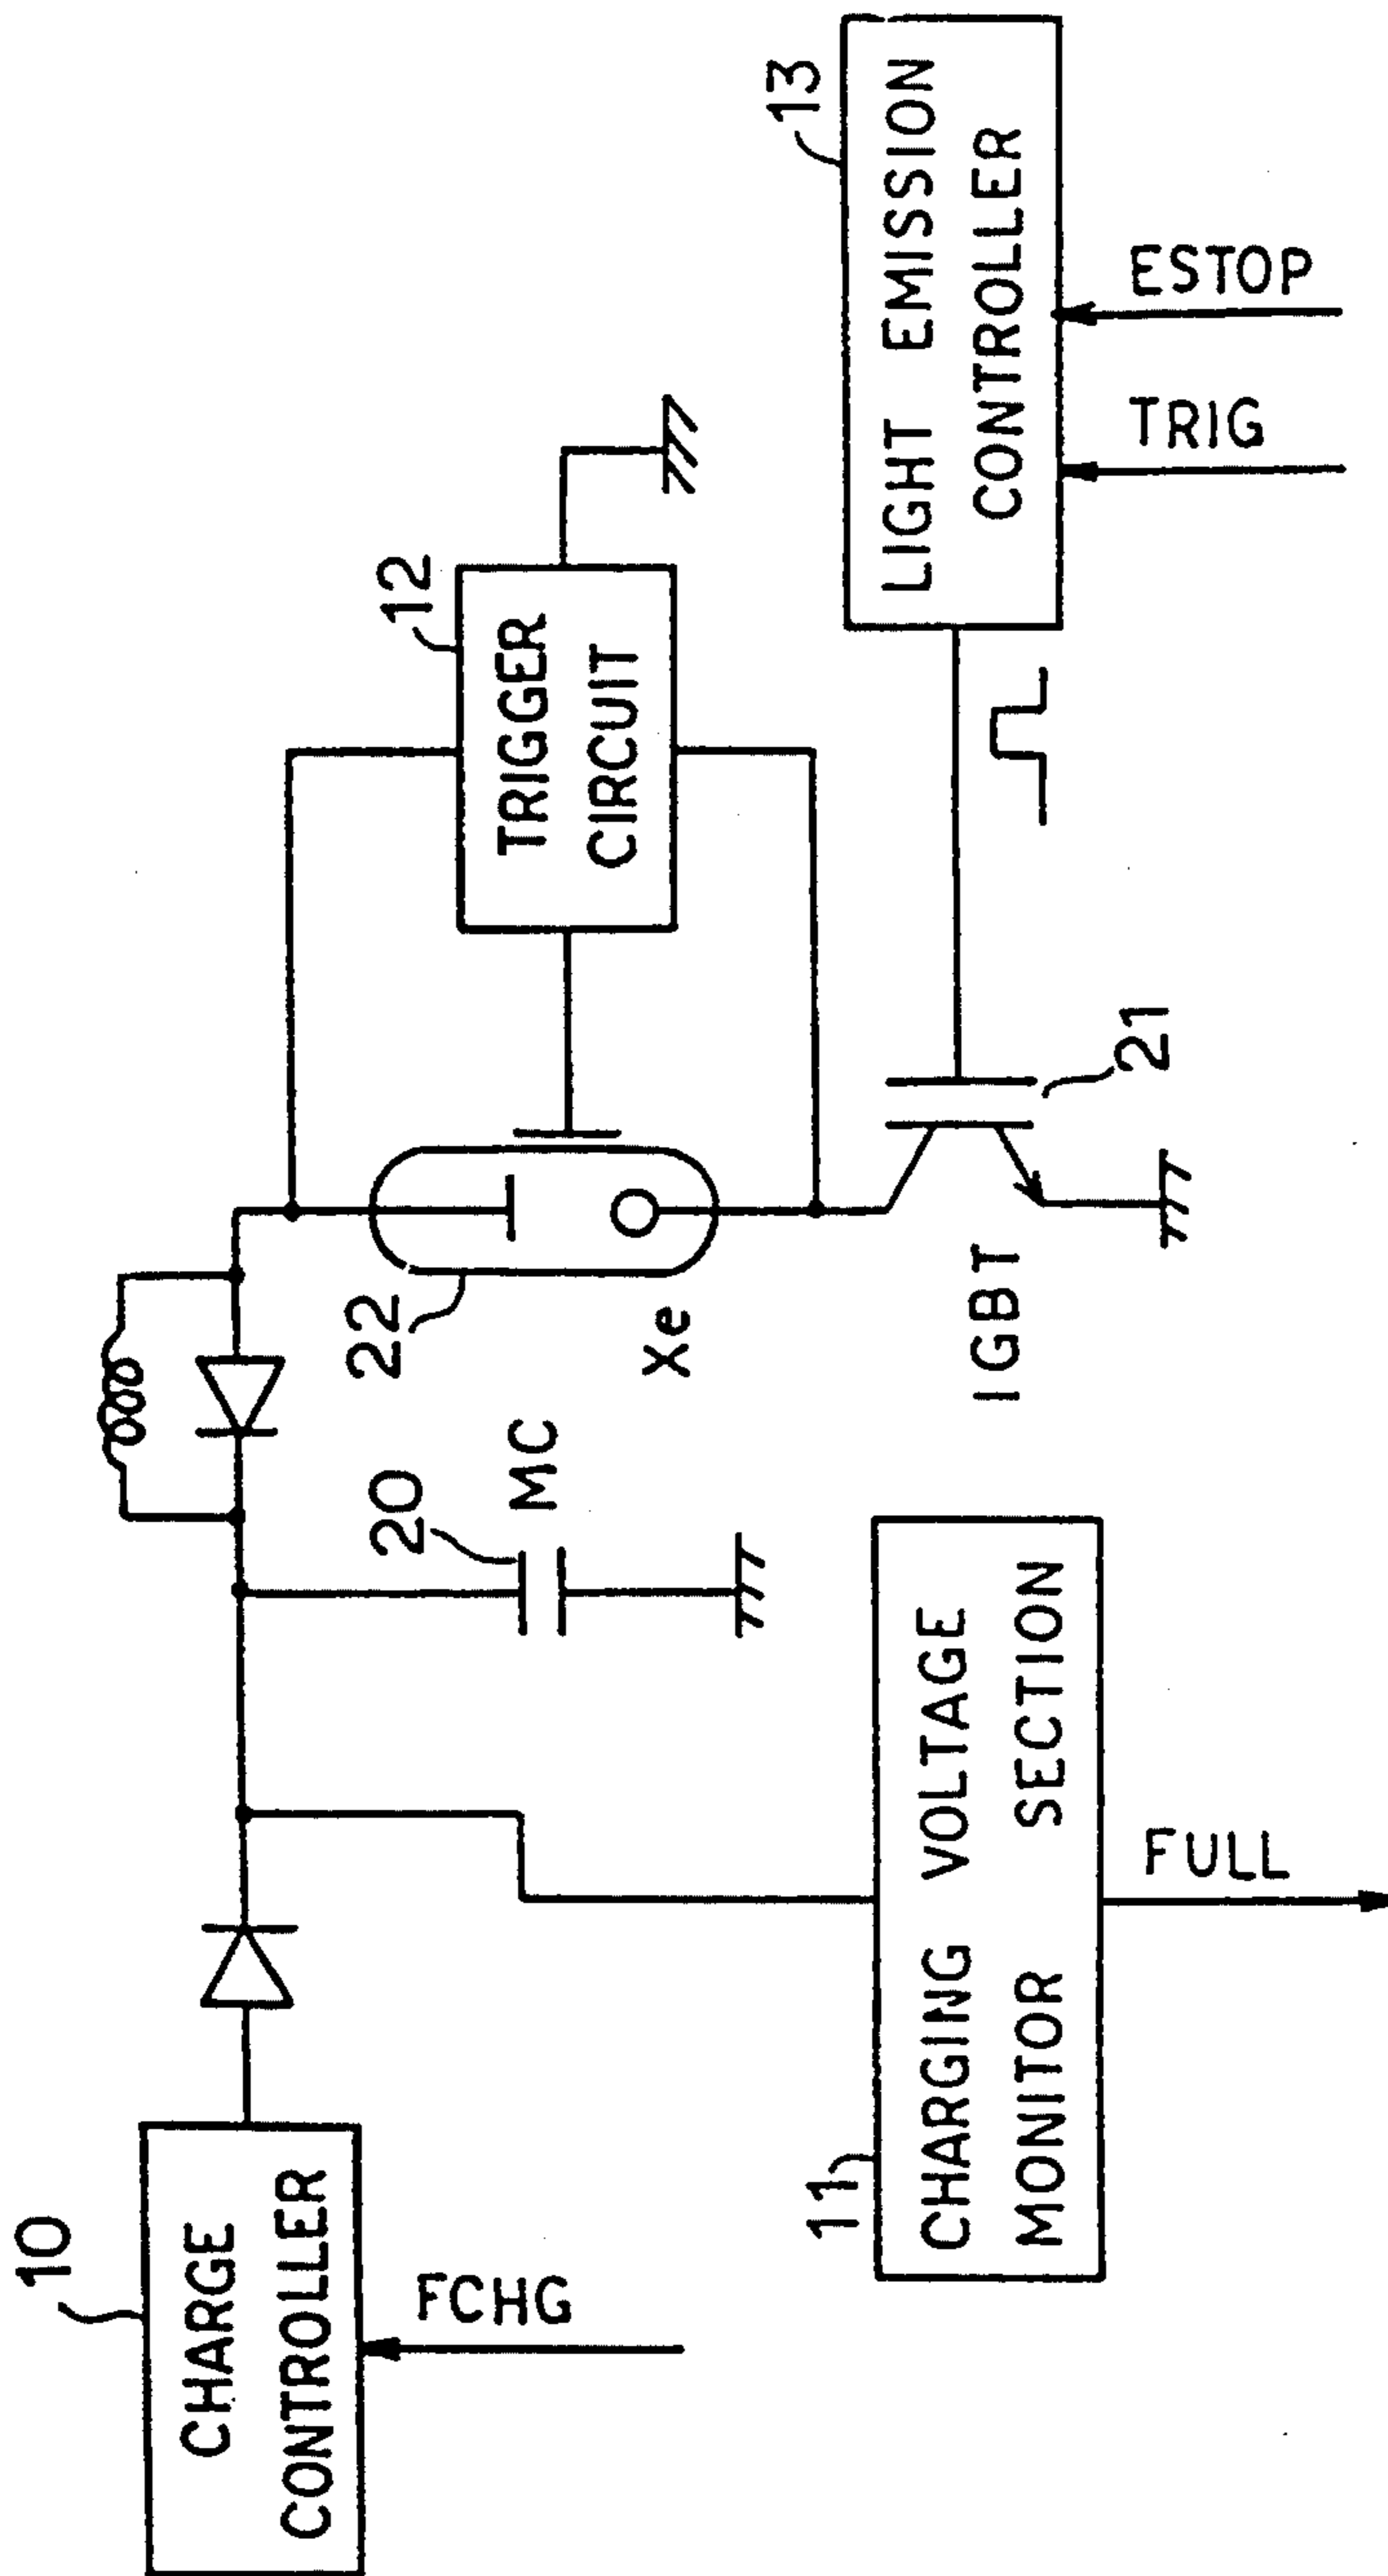 10
CHARGE
CONTROLLER
FCHG
11
CHARGING VOLTAGE
MONITOR SECTION
FULL
20
MC
22
Xe
12
TRIGGER
CIRCUIT
IGBT
21
13
LIGHT EMISSION
CONTROLLER
TRIG
ESTOP